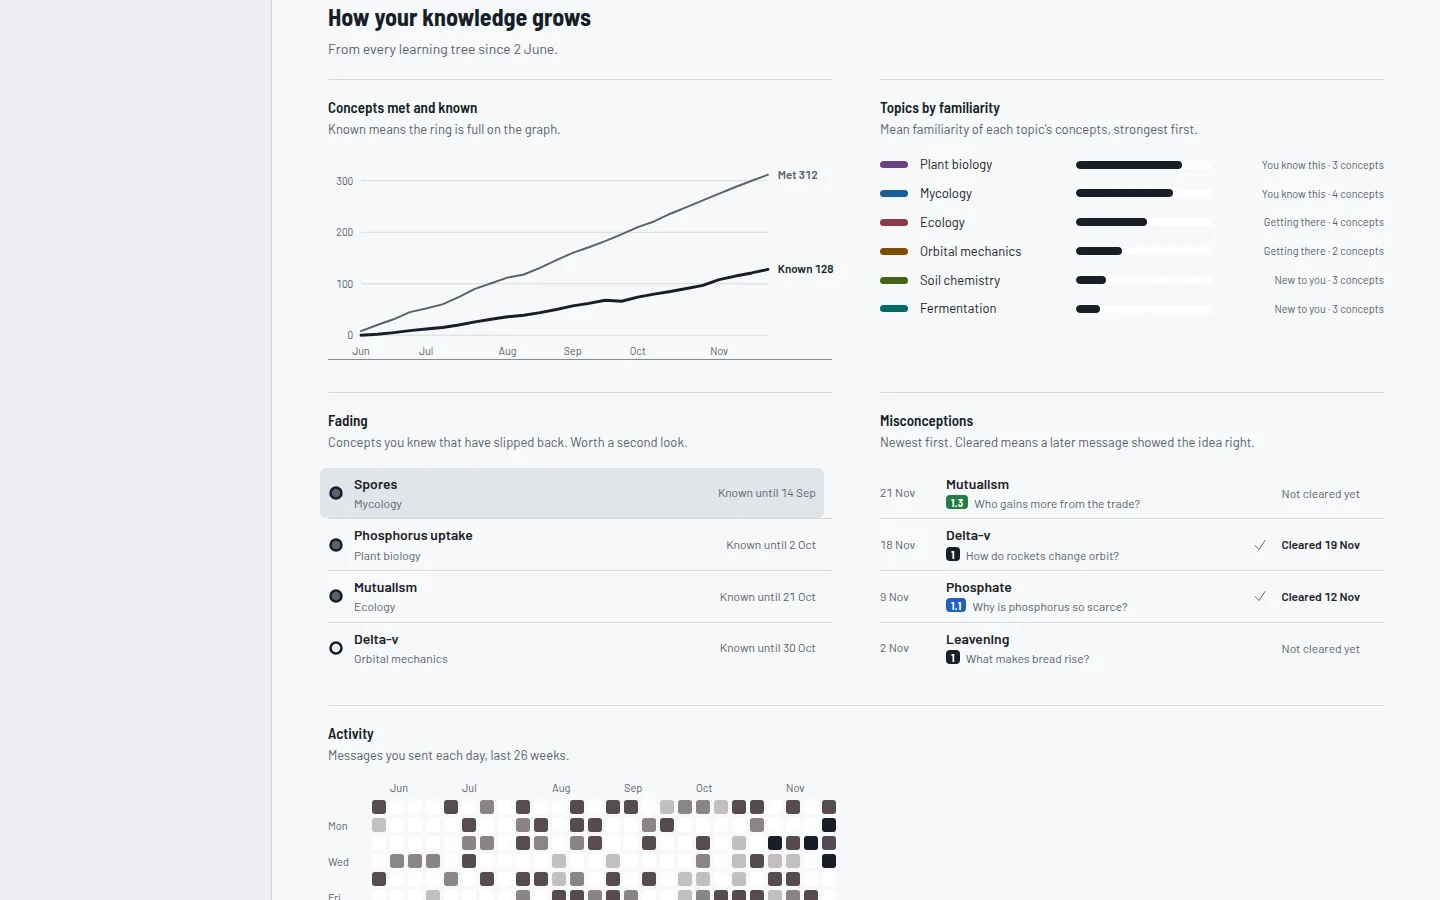 How your knowledge grows
From every learning tree since 2 June.
Concepts met and known
Known means the ring is full on the graph.
300
200
100
0
Met 312
Known 128
Jun Jul Aug Sep Oct Nov
Topics by familiarity
Mean familiarity of each topic's concepts, strongest first.
Plant biology You know this · 3 concepts
Mycology You know this · 4 concepts
Ecology Getting there · 4 concepts
Orbital mechanics Getting there · 2 concepts
Soil chemistry New to you · 3 concepts
Fermentation New to you · 3 concepts
Fading
Concepts you knew that have slipped back. Worth a second look.
Spores
Mycology
Known until 14 Sep
Phosphorus uptake
Plant biology
Known until 2 Oct
Mutualism
Ecology
Known until 21 Oct
Delta-v
Orbital mechanics
Known until 30 Oct
Misconceptions
Newest first. Cleared means a later message showed the idea right.
21 Nov
Mutualism
1.3 Who gains more from the trade?
Not cleared yet
18 Nov
Delta-v
1 How do rockets change orbit?
Cleared 19 Nov
9 Nov
Phosphate
1.1 Why is phosphorus so scarce?
Cleared 12 Nov
2 Nov
Leavening
1 What makes bread rise?
Not cleared yet
Activity
Messages you sent each day, last 26 weeks.
Jun Jul Aug Sep Oct Nov
Mon
Wed
Fri